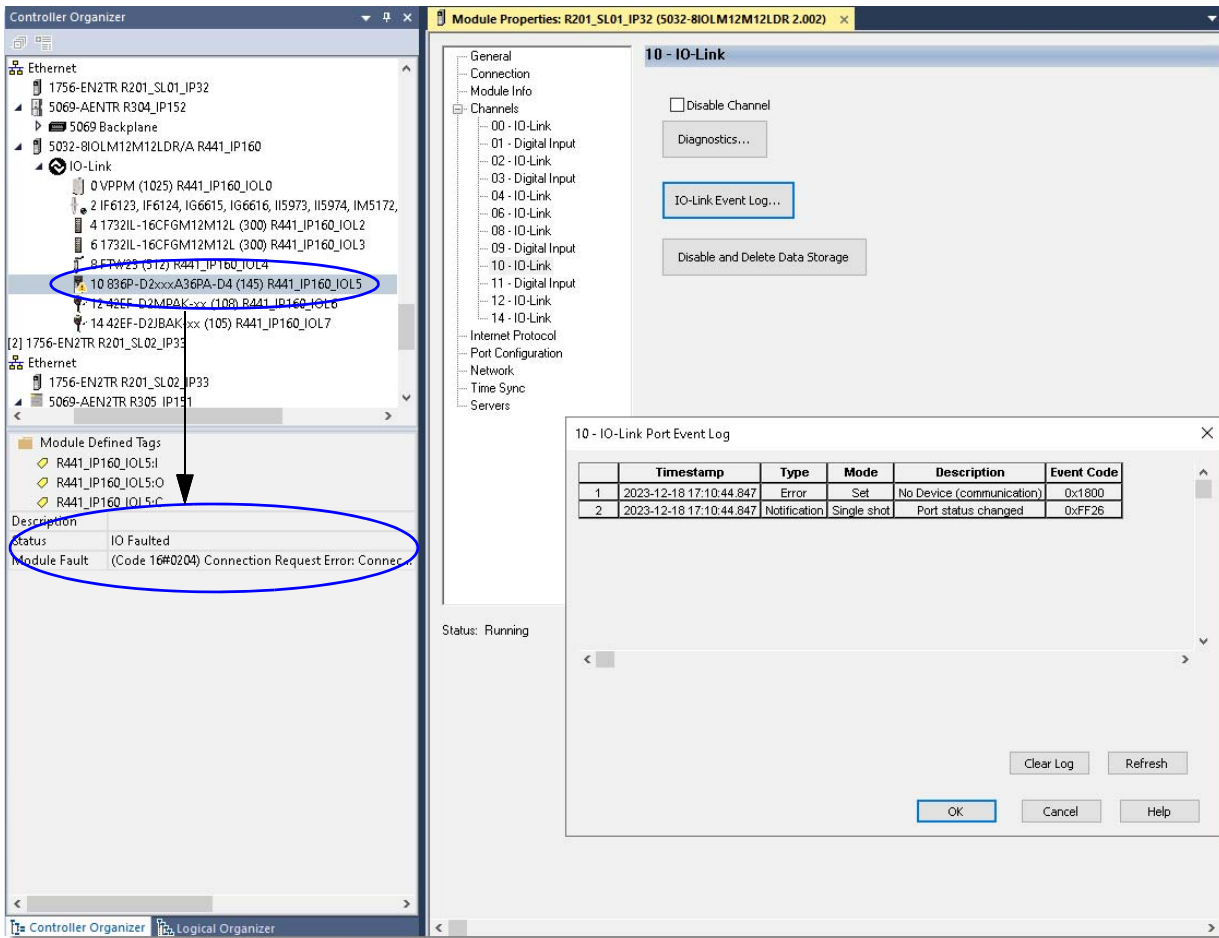 Controller Organizer
Ethernet
1756-EN2TR R201_SL01_IP32
5069-AENTR R304_IP152
5069 Backplane
5032-8IOLM12M12LDR/A R441_IP160
IO-Link
0 VPPM (1025) R441_IP160_IOL0
2 IF6123, IF6124, IG6615, IG6616, II5973, II5974, IM5172,
4 1732IL-16CFGM12M12L (300) R441_IP160_IOL2
6 1732IL-16CFGM12M12L (300) R441_IP160_IOL3
8 FTW23 (512) R441_IP160_IOL4
10 836P-D2xxxA36PA-D4 (145) R441_IP160_IOL5
12 42EF-D2MPAK-xx (108) R441_IP160_IOL6
14 42EF-D2JBAK-xx (105) R441_IP160_IOL7
[2] 1756-EN2TR R201_SL02_IP33
Ethernet
1756-EN2TR R201_SL02_IP33
5069-AEN2TR R305_IP151
Module Defined Tags
R441_IP160_IOL5:I
R441_IP160_IOL5:O
R441_IP160_IOL5:C
Description
Status IO Faulted
Module Fault (Code 16#0204) Connection Request Error: Connec...
Controller Organizer Logical Organizer
Module Properties: R201_SL01_IP32 (5032-8IOLM12M12LDR 2.002)
General
Connection
Module Info
Channels
00 - IO-Link
01 - Digital Input
02 - IO-Link
03 - Digital Input
04 - IO-Link
06 - IO-Link
08 - IO-Link
09 - Digital Input
10 - IO-Link
11 - Digital Input
12 - IO-Link
14 - IO-Link
Internet Protocol
Port Configuration
Network
Time Sync
Servers
Status: Running
10 - IO-Link
Disable Channel
Diagnostics...
IO-Link Event Log...
Disable and Delete Data Storage
10 - IO-Link Port Event Log
Timestamp Type Mode Description Event Code
1 2023-12-18 17:10:44.847 Error Set No Device (communication) 0x1800
2 2023-12-18 17:10:44.847 Notification Single shot Port status changed 0xFF26
Clear Log Refresh
OK Cancel Help